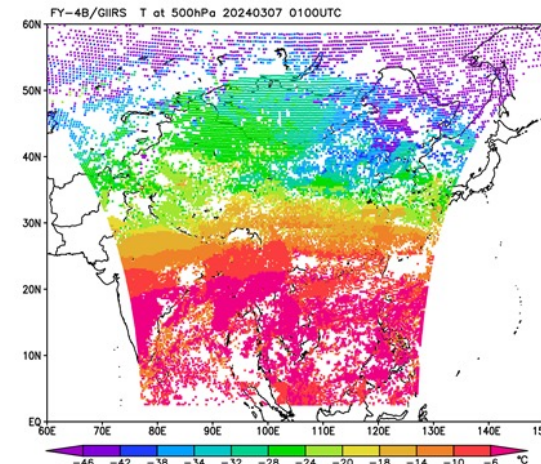 FY-4B/GIIRS T at 500hPa 20240307 0100UTC
60N
50N
40N
30N
20N
10N
EQ
60E 70E 80E 90E 100E 110E 120E 130E 140E 150E
-46 -42 -38 -34 -32 -28 -24 -20 -18 -14 -10 -6 °C